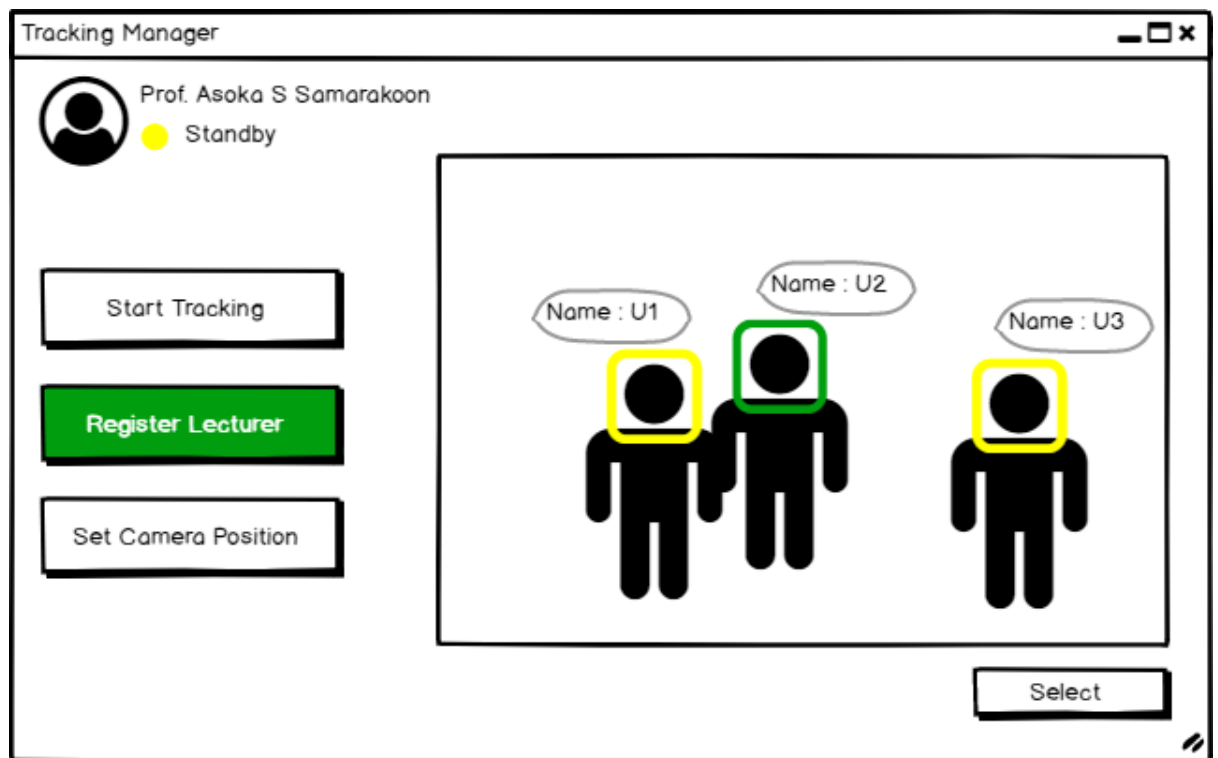 Tracking Manager
Prof. Asoka S Samarakoon
Standby
Start Tracking
Register Lecturer
Set Camera Position
Name : U1
Name : U2
Name : U3
Select